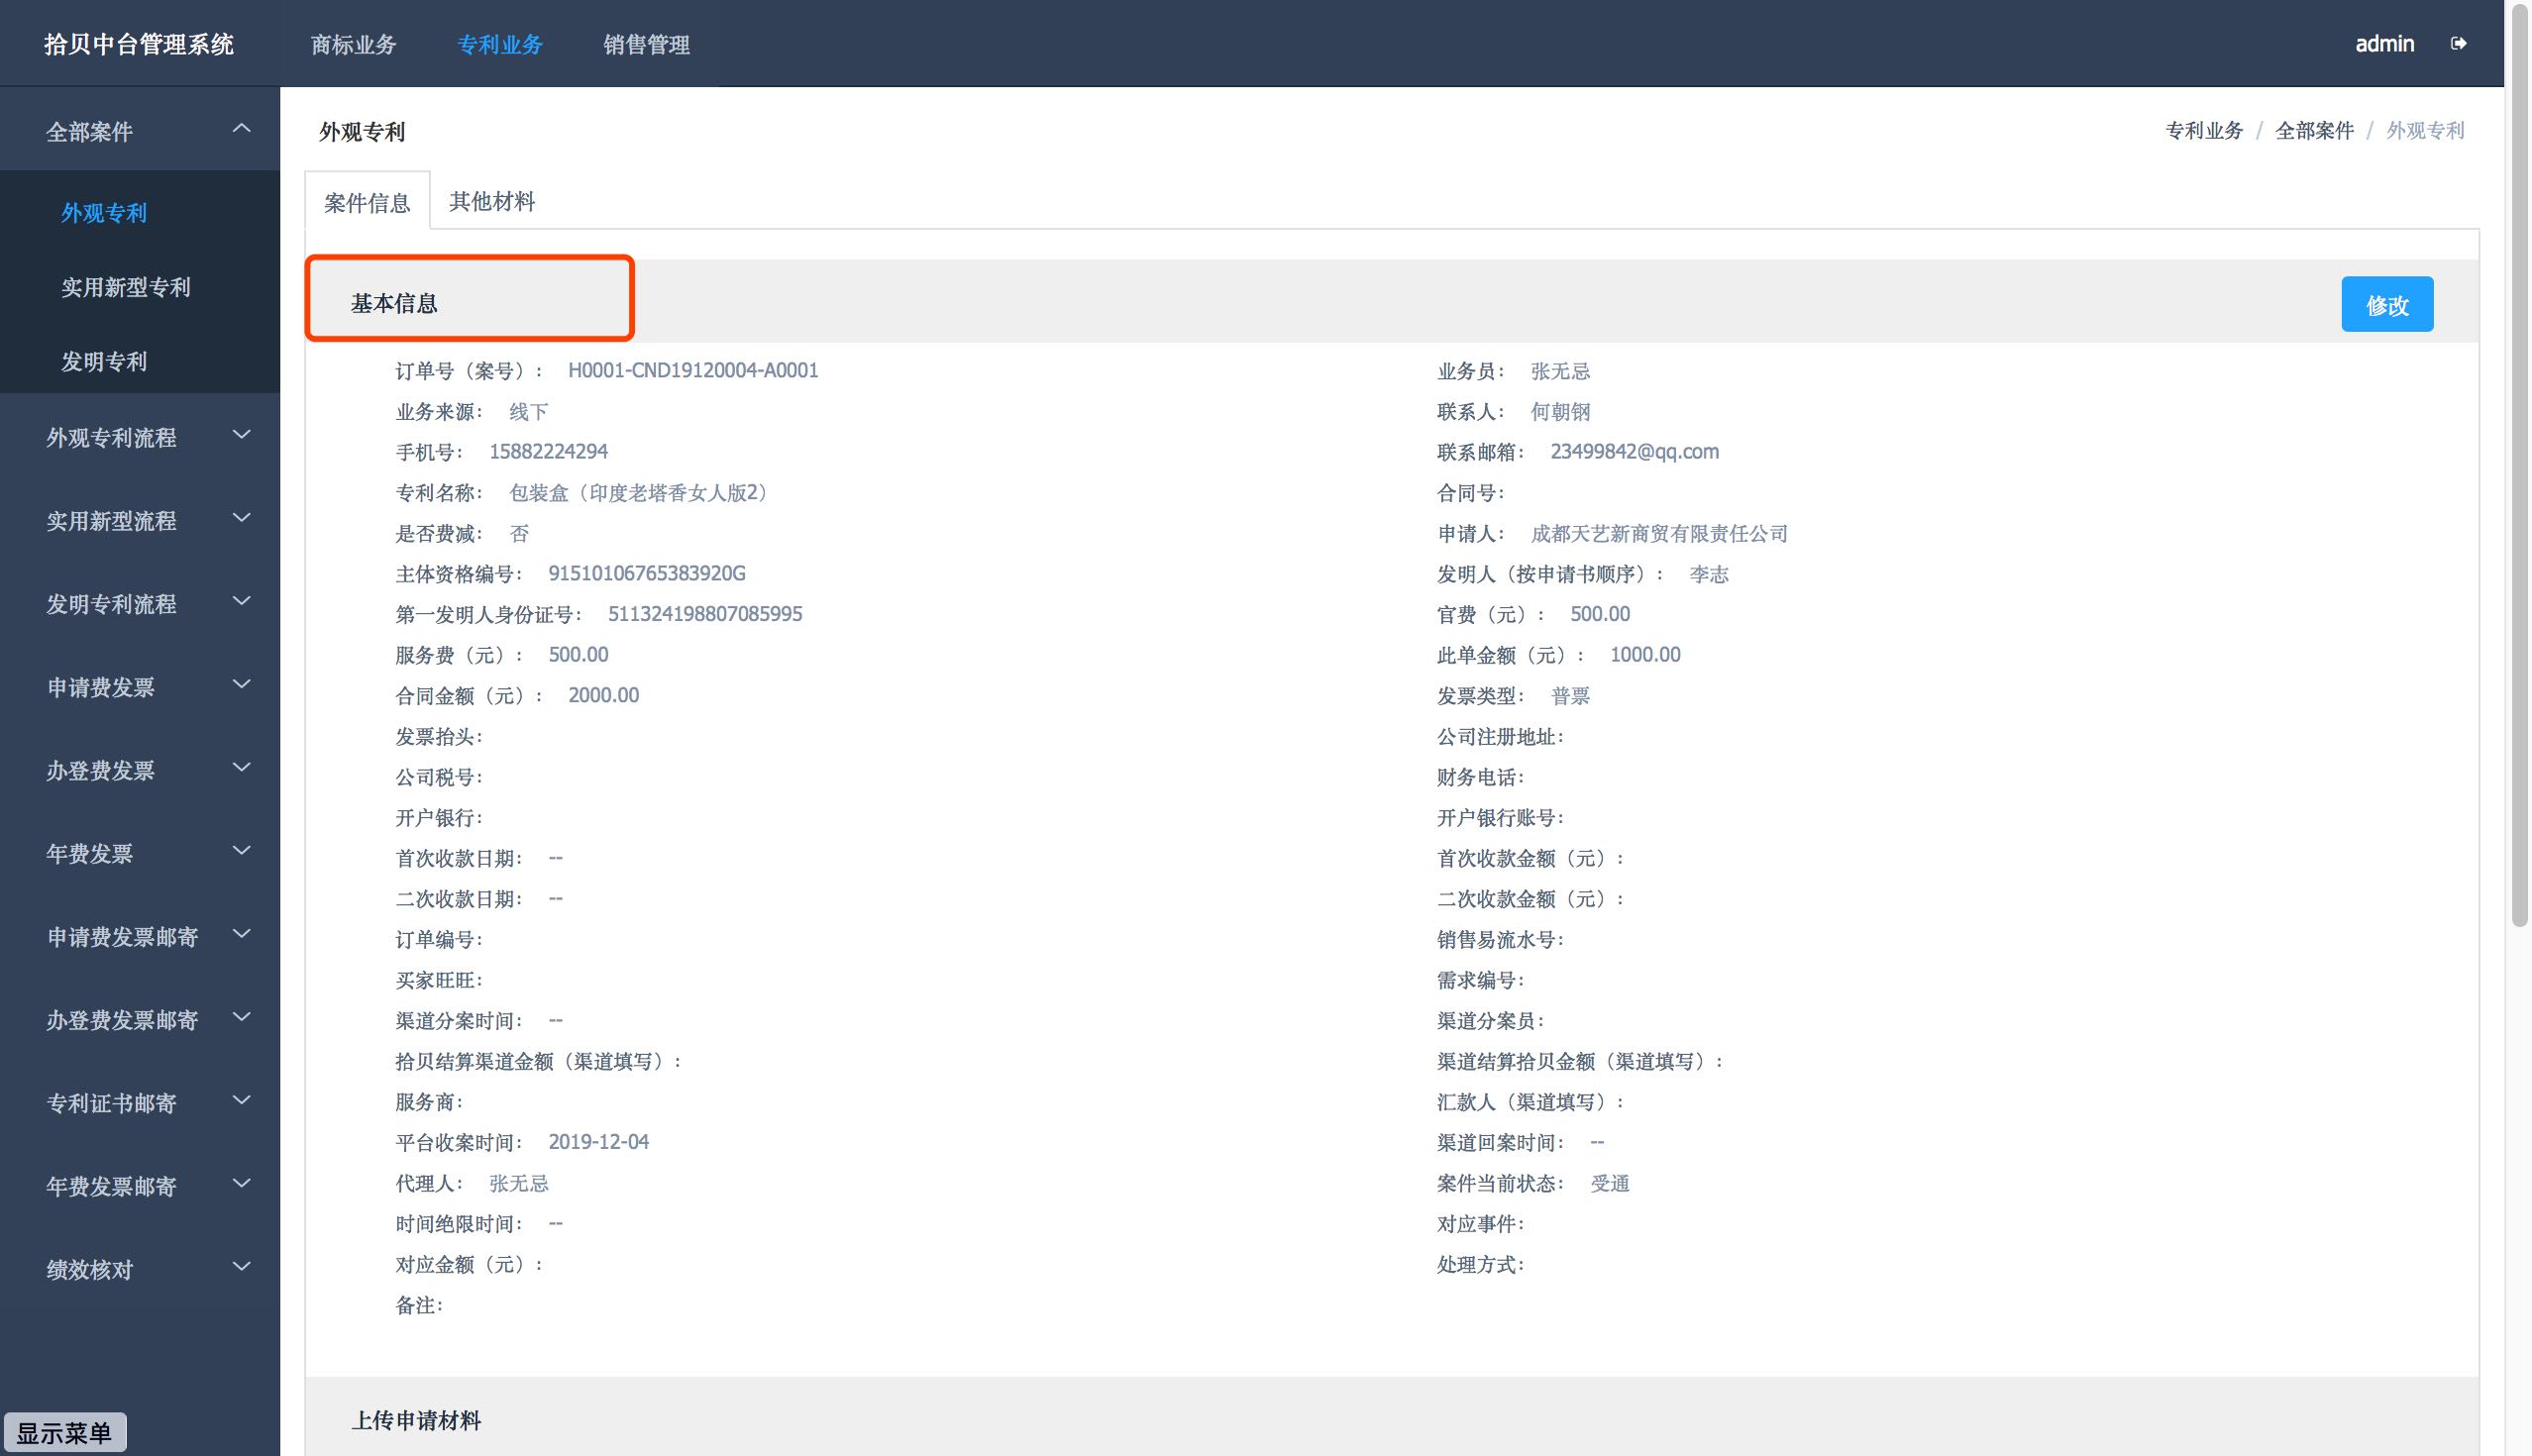 拾贝中台管理系统 商标业务 专利业务 销售管理 admin
全部案件
外观专利
实用新型专利
发明专利
外观专利流程
实用新型流程
发明专利流程
申请费发票
办登费发票
年费发票
申请费发票邮寄
办登费发票邮寄
专利证书邮寄
年费发票邮寄
绩效核对
显示菜单
外观专利 专利业务 / 全部案件 / 外观专利
案件信息 其他材料
基本信息 修改
订单号（案号）： H0001-CND19120004-A0001 业务员： 张无忌
业务来源： 线下 联系人： 何朝钢
手机号： 15882224294 联系邮箱： 23499842@qq.com
专利名称： 包装盒（印度老塔香女人版2） 合同号：
是否费减： 否 申请人： 成都天艺新商贸有限责任公司
主体资格编号： 91510106765383920G 发明人（按申请书顺序）： 李志
第一发明人身份证号： 511324198807085995 官费（元）： 500.00
服务费（元）： 500.00 此单金额（元）： 1000.00
合同金额（元）： 2000.00 发票类型： 普票
发票抬头： 公司注册地址：
公司税号： 财务电话：
开户银行： 开户银行账号：
首次收款日期： -- 首次收款金额（元）：
二次收款日期： -- 二次收款金额（元）：
订单编号： 销售易流水号：
买家旺旺： 需求编号：
渠道分案时间： -- 渠道分案员：
拾贝结算渠道金额（渠道填写）： 渠道结算拾贝金额（渠道填写）：
服务商： 汇款人（渠道填写）：
平台收案时间： 2019-12-04 渠道回案时间： --
代理人： 张无忌 案件当前状态： 受通
时间绝限时间： -- 对应事件：
对应金额（元）： 处理方式：
备注：
上传申请材料